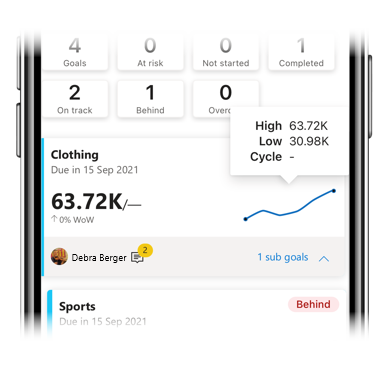 4 0 0 1
Goals At risk Not started Completed
2 1 0
On track Behind
High 63.72K
Low 30.98K
Cycle -
Clothing
Due in 15 Sep 2021
63.72K/—
↑ 0% WoW
Debra Berger 2 1 sub goals
Sports Behind
Due in 15 Sep 2021